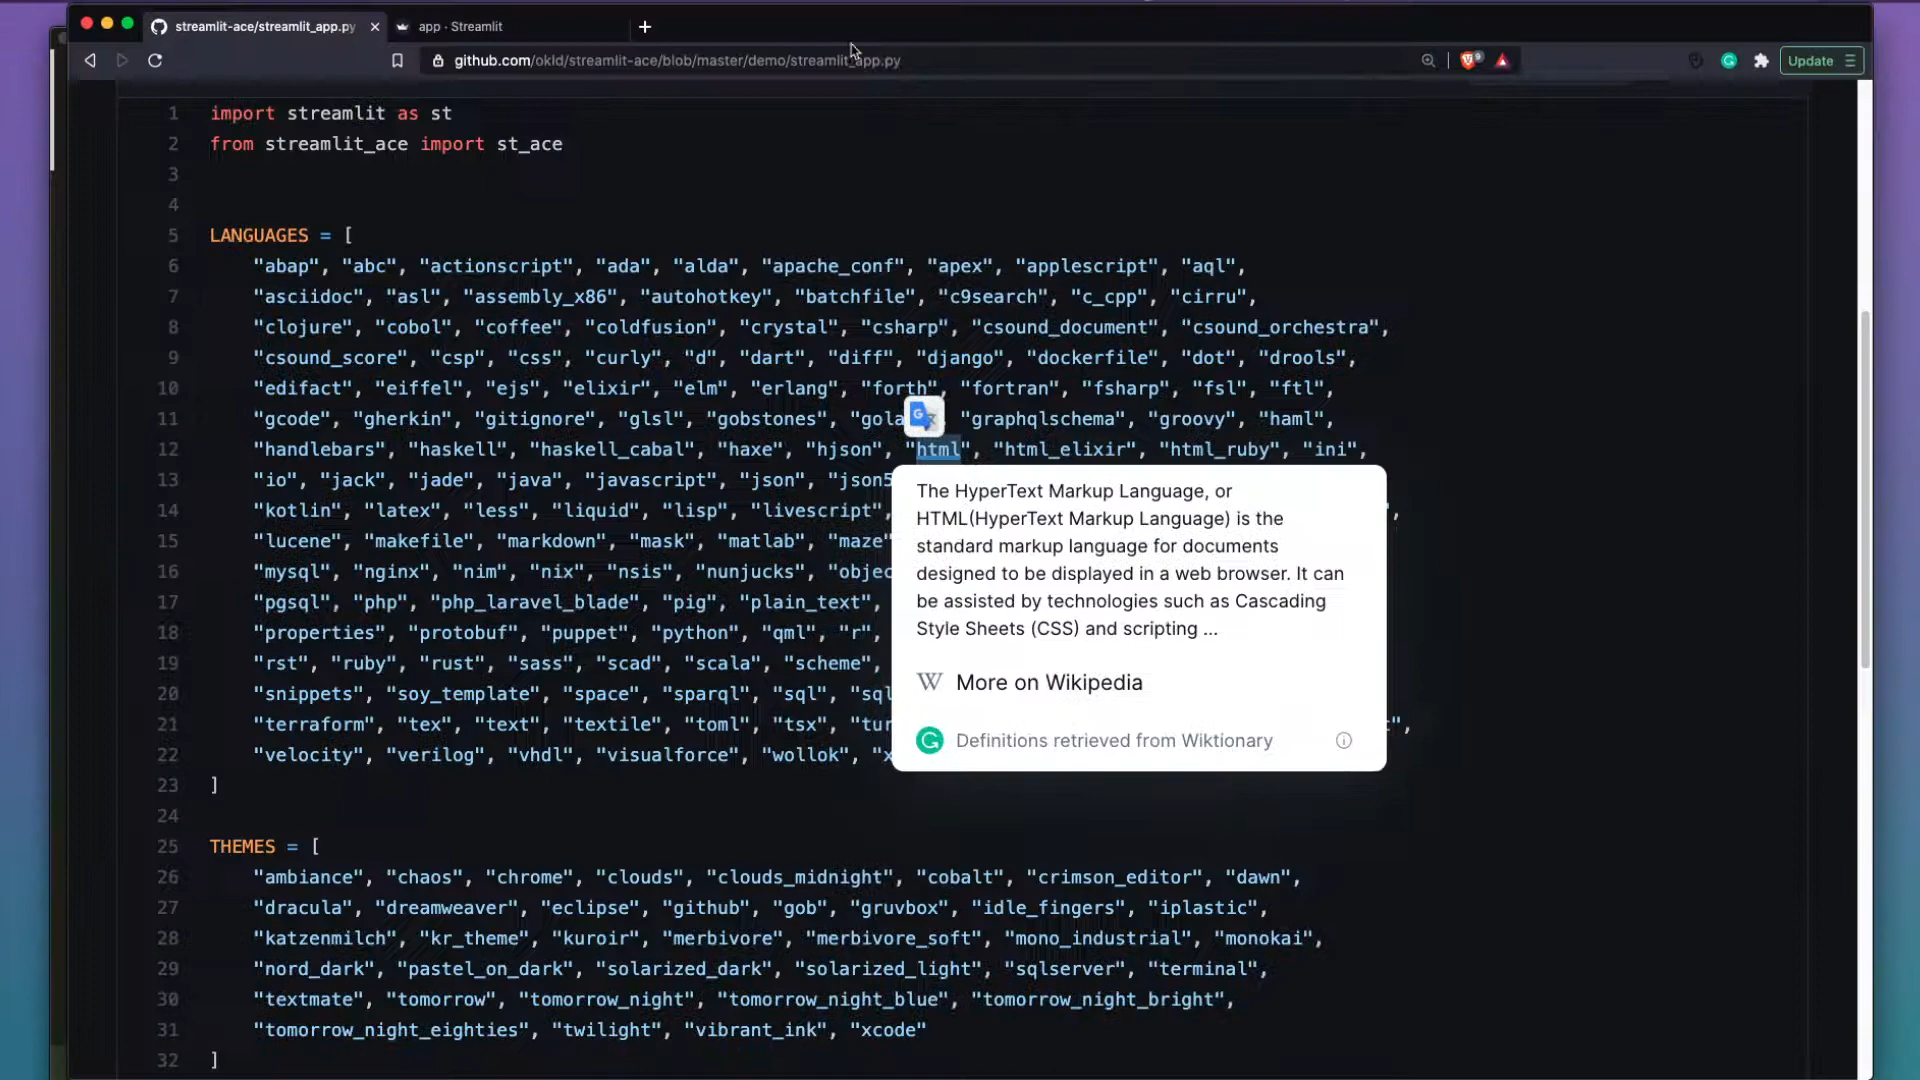 streamlit-ace/streamlit_app.py
app · Streamlit
github.com/okld/streamlit-ace/blob/master/demo/streamlit_app.py
9
Update
1 import streamlit as st
2 from streamlit_ace import st_ace
3
4
5 LANGUAGES = [
6 "abap", "abc", "actionscript", "ada", "alda", "apache_conf", "apex", "applescript", "aql",
7 "asciidoc", "asl", "assembly_x86", "autohotkey", "batchfile", "c9search", "c_cpp", "cirru",
8 "clojure", "cobol", "coffee", "coldfusion", "crystal", "csharp", "csound_document", "csound_orchestra",
9 "csound_score", "csp", "css", "curly", "d", "dart", "diff", "django", "dockerfile", "dot", "drools",
10 "edifact", "eiffel", "ejs", "elixir", "elm", "erlang", "forth", "fortran", "fsharp", "fsl", "ftl",
11 "gcode", "gherkin", "gitignore", "glsl", "gobstones", "gola "graphqlschema", "groovy", "haml",
12 "handlebars", "haskell", "haskell_cabal", "haxe", "hjson", "html", "html_elixir", "html_ruby", "ini",
13 "io", "jack", "jade", "java", "javascript", "json", "json5
14 "kotlin", "latex", "less", "liquid", "lisp", "livescript", ,
15 "lucene", "makefile", "markdown", "mask", "matlab", "maze"
16 "mysql", "nginx", "nim", "nix", "nsis", "nunjucks", "objec
17 "pgsql", "php", "php_laravel_blade", "pig", "plain_text",
18 "properties", "protobuf", "puppet", "python", "qml", "r",
19 "rst", "ruby", "rust", "sass", "scad", "scala", "scheme",
20 "snippets", "soy_template", "space", "sparql", "sql", "sql
21 "terraform", "tex", "text", "textile", "toml", "tsx", "tur ",
22 "velocity", "verilog", "vhdl", "visualforce", "wollok", "x
23 ]
24
25 THEMES = [
26 "ambiance", "chaos", "chrome", "clouds", "clouds_midnight", "cobalt", "crimson_editor", "dawn",
27 "dracula", "dreamweaver", "eclipse", "github", "gob", "gruvbox", "idle_fingers", "iplastic",
28 "katzenmilch", "kr_theme", "kuroir", "merbivore", "merbivore_soft", "mono_industrial", "monokai",
29 "nord_dark", "pastel_on_dark", "solarized_dark", "solarized_light", "sqlserver", "terminal",
30 "textmate", "tomorrow", "tomorrow_night", "tomorrow_night_blue", "tomorrow_night_bright",
31 "tomorrow_night_eighties", "twilight", "vibrant_ink", "xcode"
32 ]
The HyperText Markup Language, or
HTML(HyperText Markup Language) is the
standard markup language for documents
designed to be displayed in a web browser. It can
be assisted by technologies such as Cascading
Style Sheets (CSS) and scripting ...
W More on Wikipedia
Definitions retrieved from Wiktionary